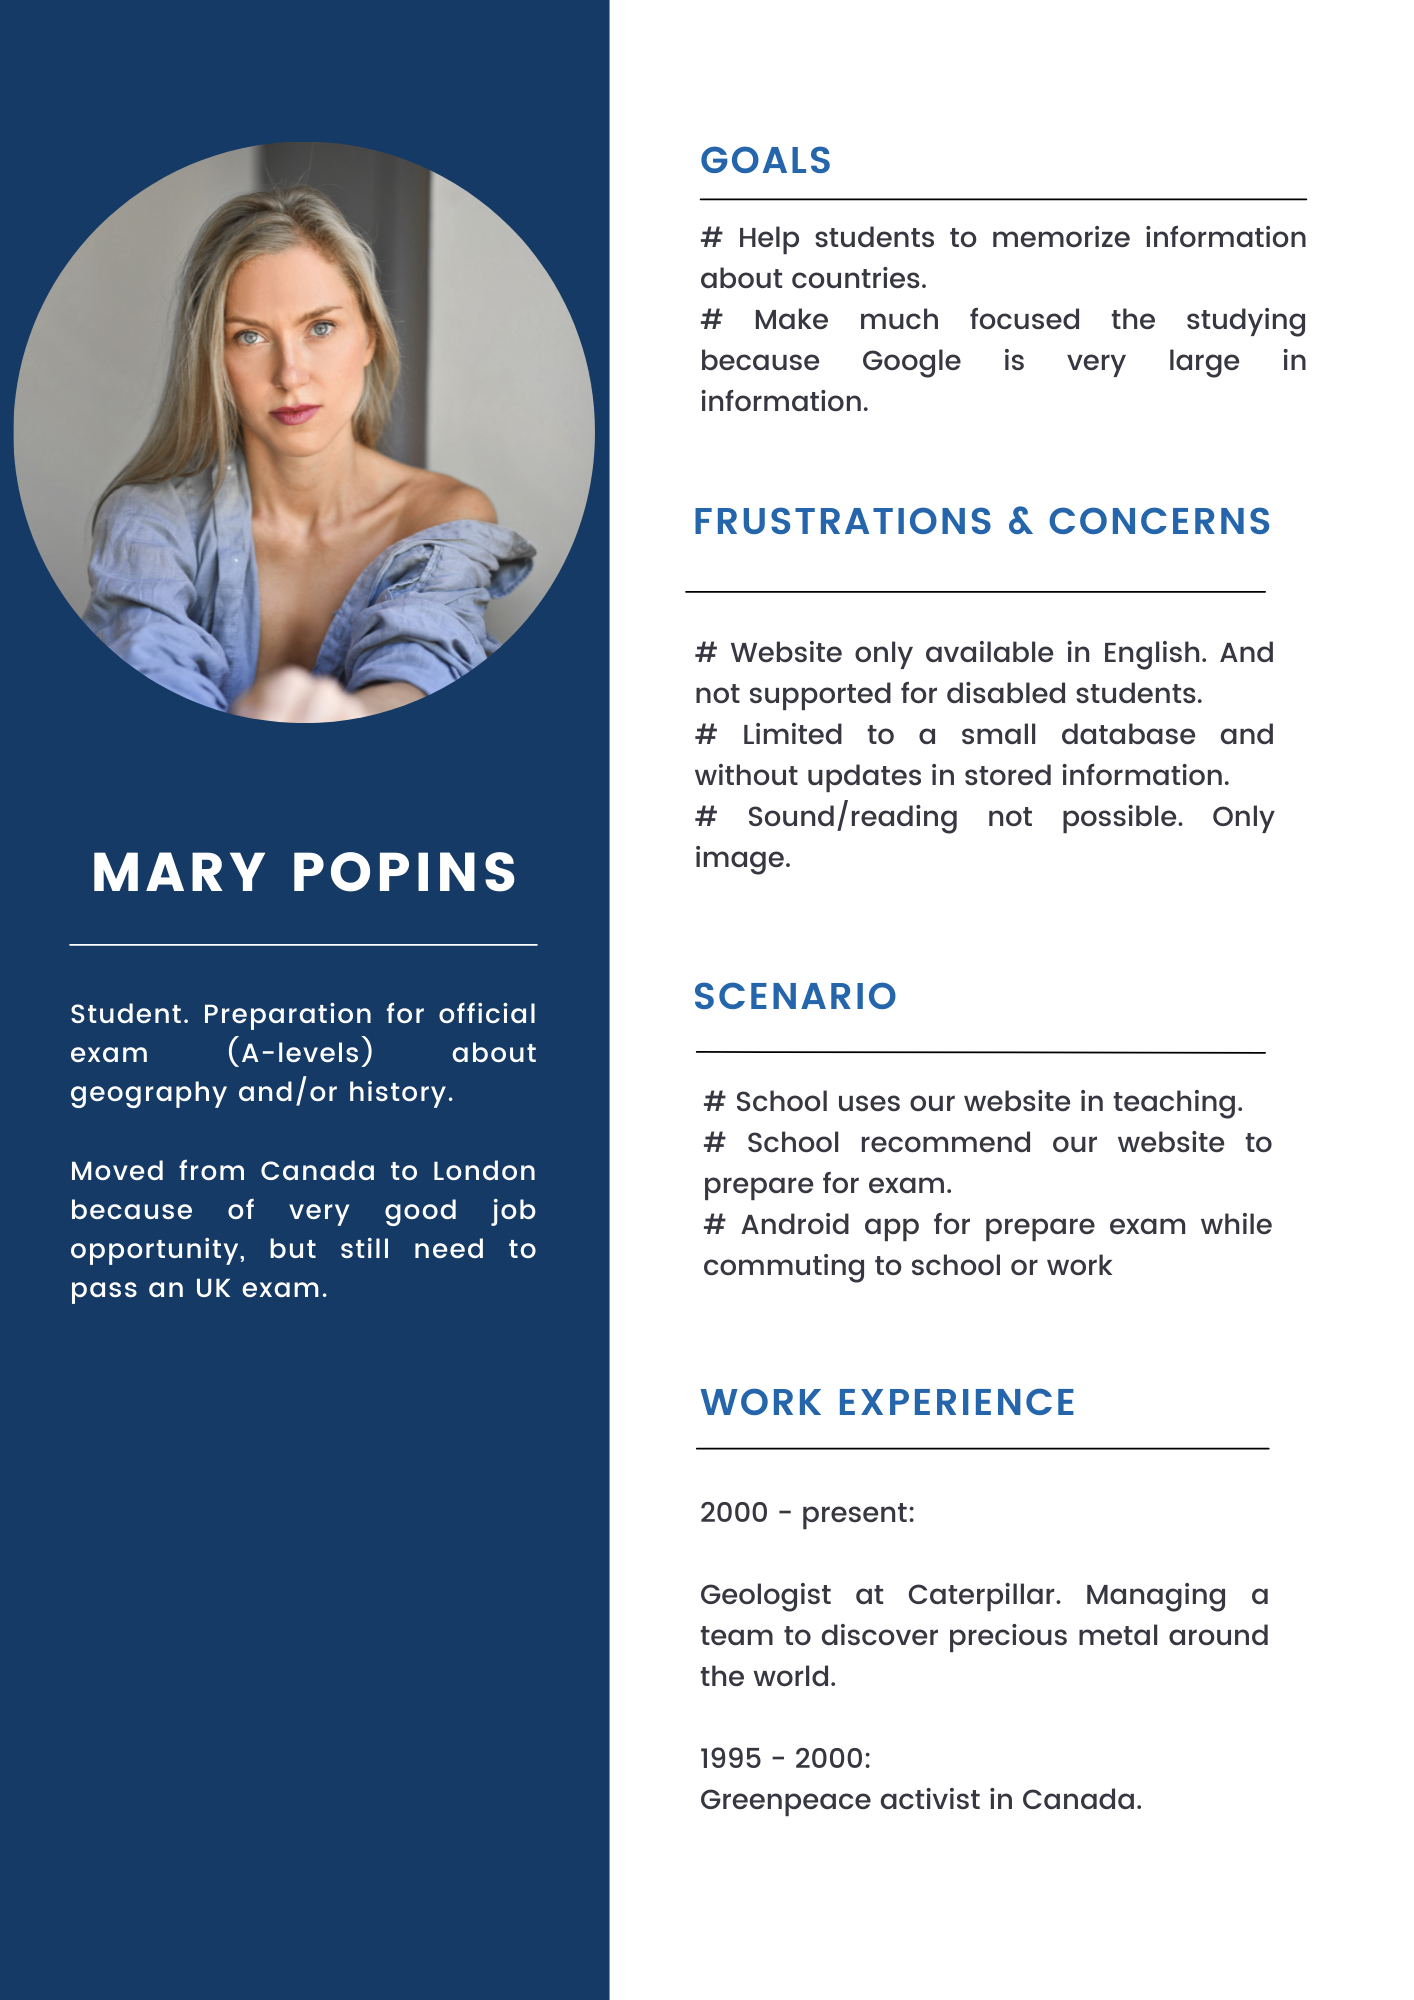 MARY POPINS
Student. Preparation for official
exam (A-levels) about
geography and/or history.
Moved from Canada to London
because of very good job
opportunity, but still need to
pass an UK exam.
GOALS
# Help students to memorize information
about countries.
# Make much focused the studying
because Google is very large in
information.
FRUSTRATIONS & CONCERNS
# Website only available in English. And
not supported for disabled students.
# Limited to a small database and
without updates in stored information.
# Sound/reading not possible. Only
image.
SCENARIO
# School uses our website in teaching.
# School recommend our website to
prepare for exam.
# Android app for prepare exam while
commuting to school or work
WORK EXPERIENCE
2000 - present:
Geologist at Caterpillar. Managing a
team to discover precious metal around
the world.
1995 - 2000:
Greenpeace activist in Canada.